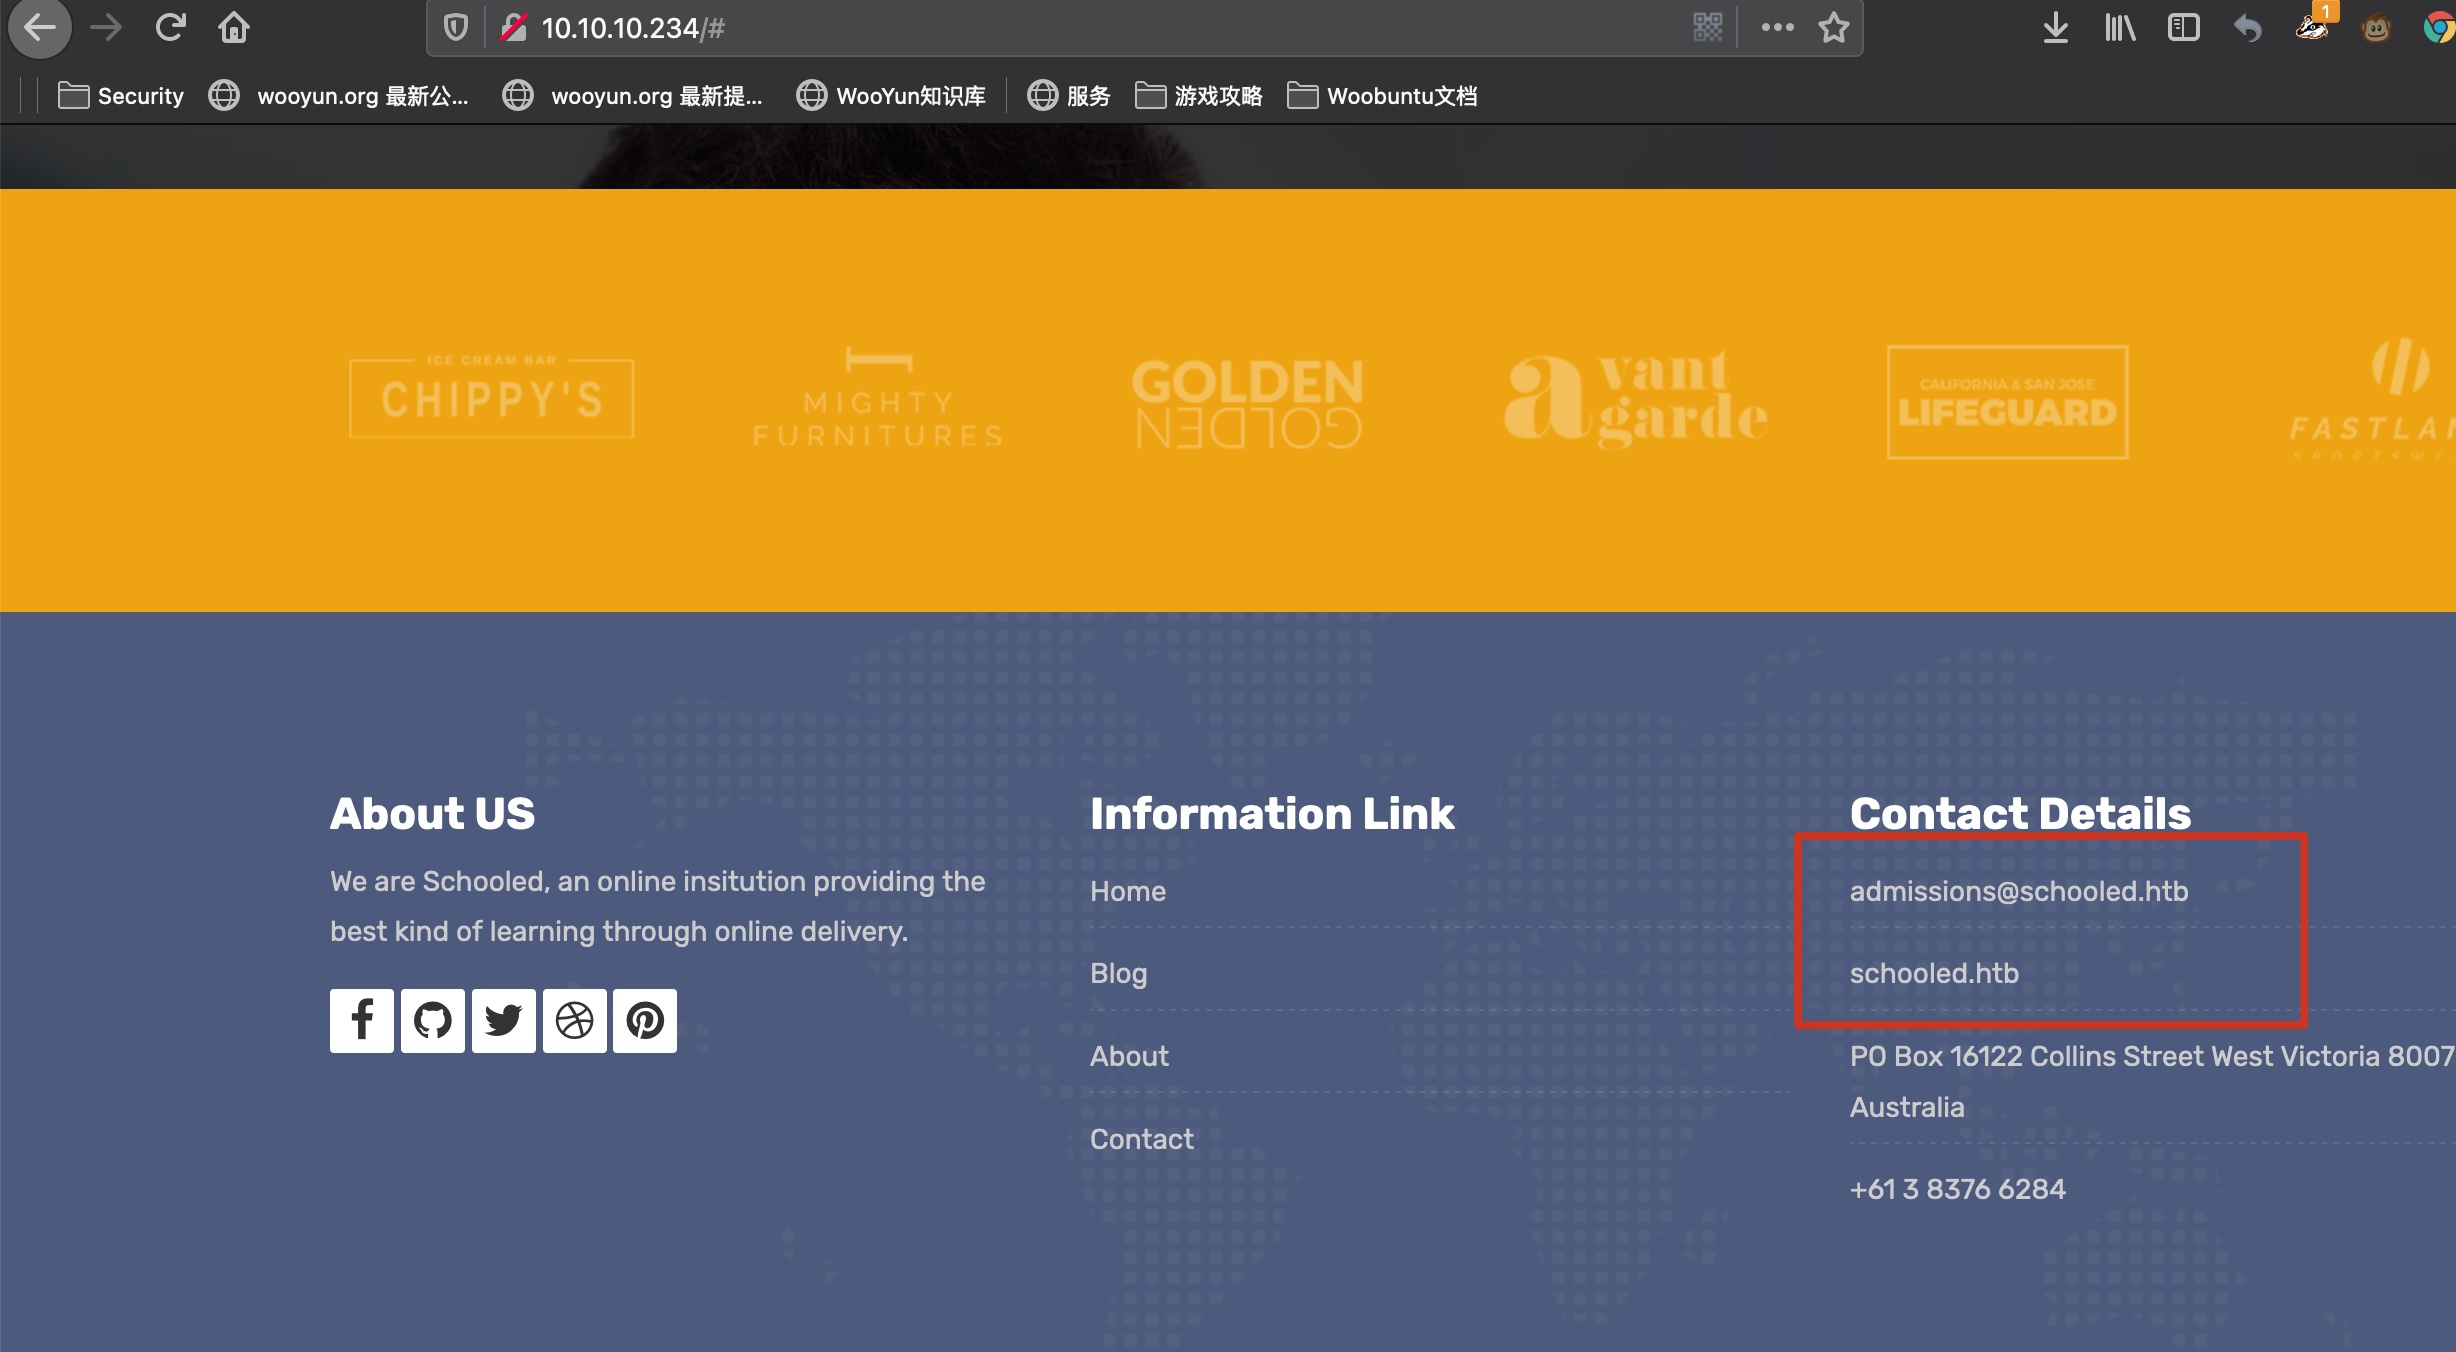 10.10.10.234/#
1
Security
wooyun.org 最新公...
wooyun.org 最新提...
WooYun知识库
服务
游戏攻略
Woobuntu文档
ICE CREAM BAR
CHIPPY'S
MIGHTY
FURNITURES
GOLDEN
GOLDEN
avant
garde
CALIFORNIA & SAN JOSE
LIFEGUARD
About US
We are Schooled, an online insitution providing the
best kind of learning through online delivery.
Information Link
Home
Blog
About
Contact
Contact Details
admissions@schooled.htb
schooled.htb
PO Box 16122 Collins Street West Victoria 8007
Australia
+61 3 8376 6284